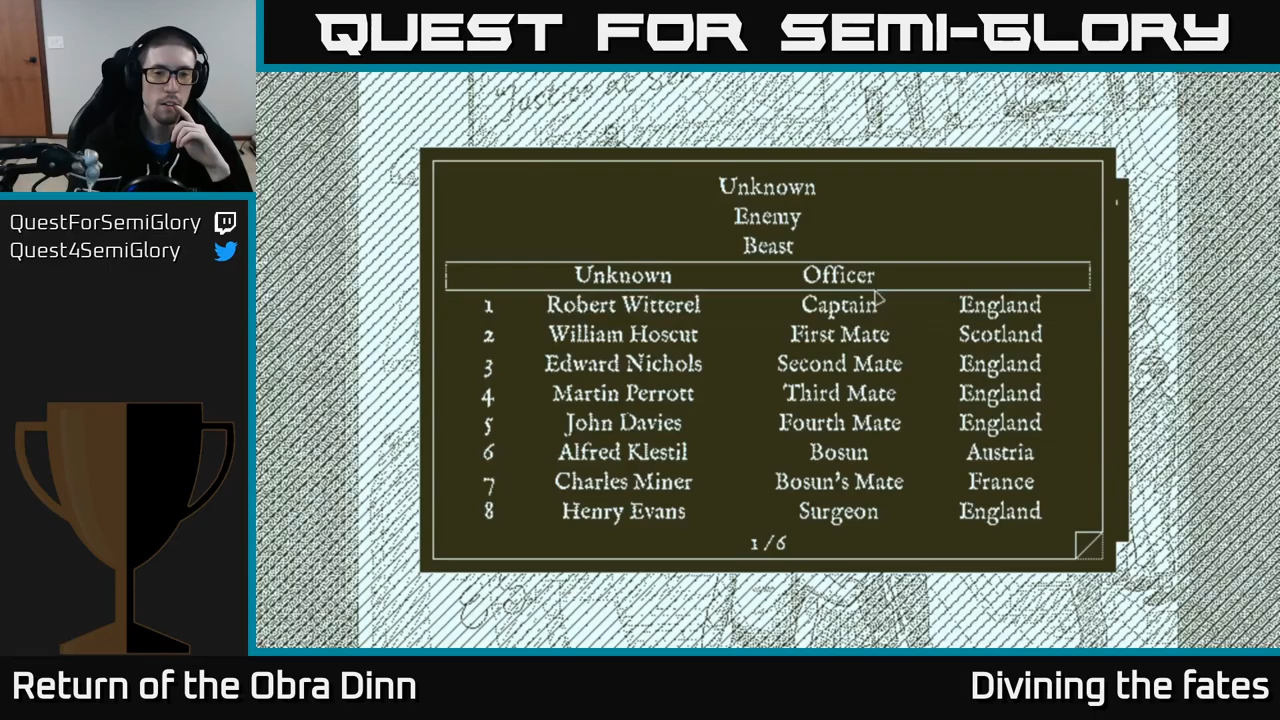 QUEST FOR SEMI-GLORY
QuestForSemiGlory
Quest4SemiGlory
"Just
at Sea
Unknown
Enemy
Beast
Unknown Officer
1 Robert Witterel Captain England
2 William Hoscut First Mate Scotland
3 Edward Nichols Second Mate England
4 Martin Perrott Third Mate England
5 John Davies Fourth Mate England
6 Alfred Klestil Bosun Austria
7 Charles Miner Bosun's Mate France
8 Henry Evans Surgeon England
1/6
Return of the Obra Dinn
Divining the fates